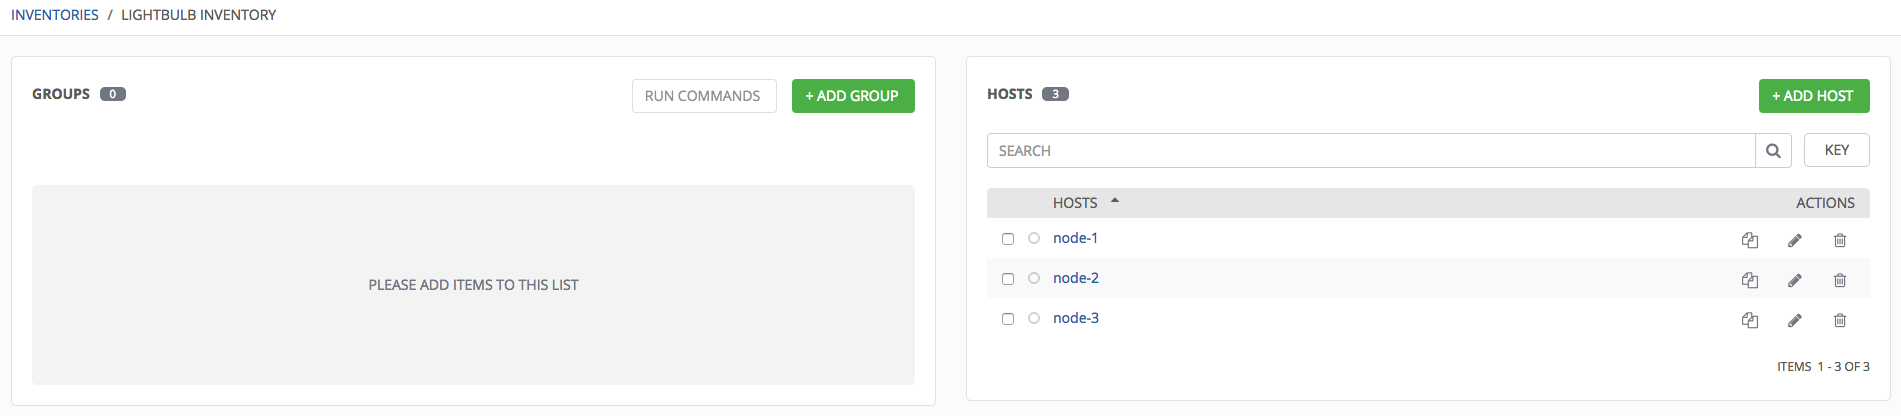 INVENTORIES / LIGHTBULB INVENTORY
GROUPS 0
RUN COMMANDS
+ ADD GROUP
PLEASE ADD ITEMS TO THIS LIST
HOSTS 3
+ ADD HOST
SEARCH
KEY
HOSTS
ACTIONS
node-1
node-2
node-3
ITEMS 1 - 3 OF 3